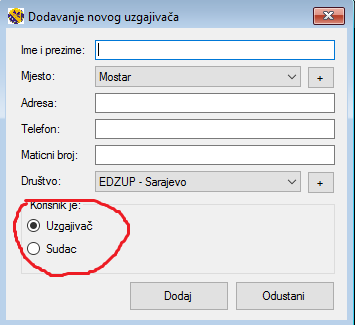 Dodavanje novog uzgajivača
Ime i prezime:
Mjesto: Mostar +
Adresa:
Telefon:
Maticni broj:
Društvo: EDZUP - Sarajevo +
Korisnik je:
Uzgajivač
Sudac
Dodaj Odustani